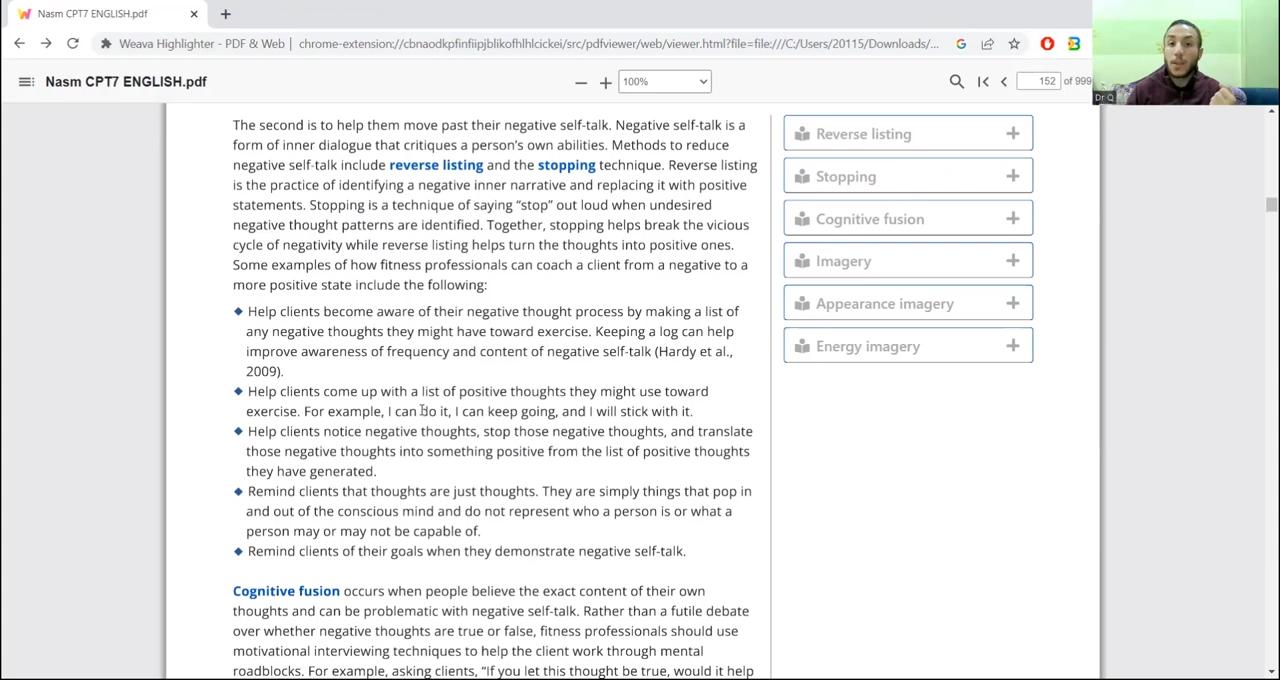 Nasm CPT7 ENGLISH.pdf
Weava Highlighter - PDF & Web | chrome-extension://cbnaodkpfinfiipjblikofhlhlcickei/src/pdfviewer/web/viewer.html?file=file:///C:/Users/20115/Downloads/...
Nasm CPT7 ENGLISH.pdf
100%
152 of 999
Dr Q
The second is to help them move past their negative self-talk. Negative self-talk is a
form of inner dialogue that critiques a person's own abilities. Methods to reduce
negative self-talk include reverse listing and the stopping technique. Reverse listing
is the practice of identifying a negative inner narrative and replacing it with positive
statements. Stopping is a technique of saying “stop” out loud when undesired
negative thought patterns are identified. Together, stopping helps break the vicious
cycle of negativity while reverse listing helps turn the thoughts into positive ones.
Some examples of how fitness professionals can coach a client from a negative to a
more positive state include the following:
◆ Help clients become aware of their negative thought process by making a list of
any negative thoughts they might have toward exercise. Keeping a log can help
improve awareness of frequency and content of negative self-talk (Hardy et al.,
2009).
◆ Help clients come up with a list of positive thoughts they might use toward
exercise. For example, I can do it, I can keep going, and I will stick with it.
◆ Help clients notice negative thoughts, stop those negative thoughts, and translate
those negative thoughts into something positive from the list of positive thoughts
they have generated.
◆ Remind clients that thoughts are just thoughts. They are simply things that pop in
and out of the conscious mind and do not represent who a person is or what a
person may or may not be capable of.
◆ Remind clients of their goals when they demonstrate negative self-talk.
Cognitive fusion occurs when people believe the exact content of their own
thoughts and can be problematic with negative self-talk. Rather than a futile debate
over whether negative thoughts are true or false, fitness professionals should use
motivational interviewing techniques to help the client work through mental
roadblocks. For example, asking clients, “If you let this thought be true, would it help
Reverse listing
Stopping
Cognitive fusion
Imagery
Appearance imagery
Energy imagery